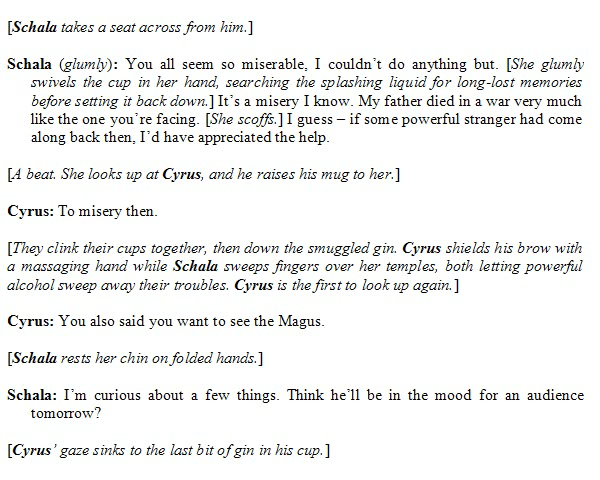 [Schala takes a seat across from him.]
Schala (glumly): You all seem so miserable, I couldn't do anything but. [She glumly
swivels the cup in her hand, searching the splashing liquid for long-lost memories
before setting it back down.] It's a misery I know. My father died in a war very much
like the one you're facing. [She scoffs.] I guess – if some powerful stranger had come
along back then, I'd have appreciated the help.
[A beat. She looks up at Cyrus, and he raises his mug to her.]
Cyrus: To misery then.
[They clink their cups together, then down the smuggled gin. Cyrus shields his brow with
a massaging hand while Schala sweeps fingers over her temples, both letting powerful
alcohol sweep away their troubles. Cyrus is the first to look up again.]
Cyrus: You also said you want to see the Magus.
[Schala rests her chin on folded hands.]
Schala: I'm curious about a few things. Think he'll be in the mood for an audience
tomorrow?
[Cyrus' gaze sinks to the last bit of gin in his cup.]